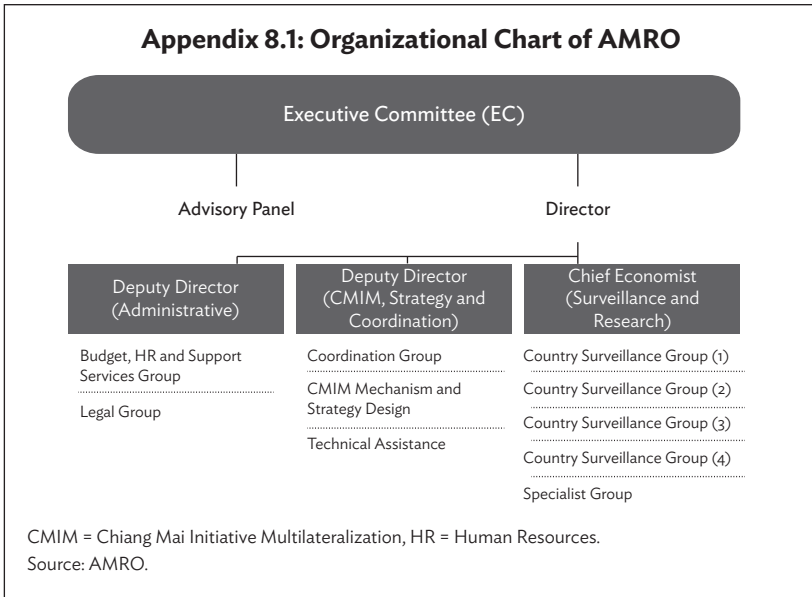 Appendix 8.1: Organizational Chart of AMRO
Executive Committee (EC)
Advisory Panel
Director
Deputy Director
(Administrative)
Budget, HR and Support
Services Group
Legal Group
Deputy Director
(CMIM, Strategy and
Coordination)
Coordination Group
CMIM Mechanism and
Strategy Design
Technical Assistance
Chief Economist
(Surveillance and
Research)
Country Surveillance Group (1)
Country Surveillance Group (2)
Country Surveillance Group (3)
Country Surveillance Group (4)
Specialist Group
CMIM = Chiang Mai Initiative Multilateralization, HR = Human Resources.
Source: AMRO.